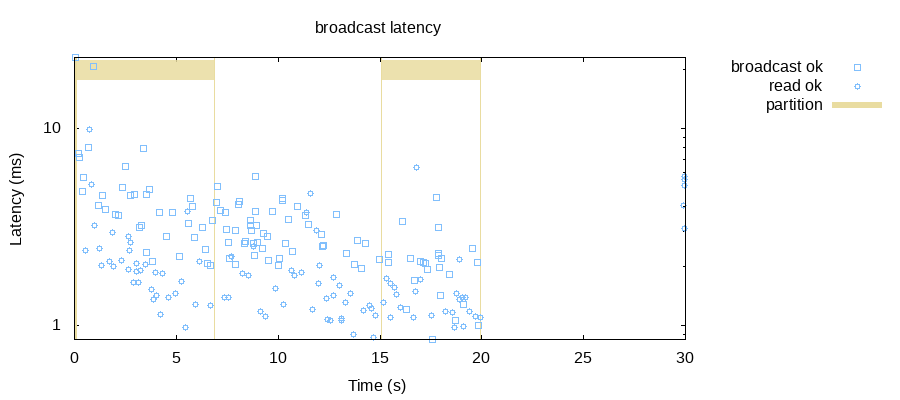 broadcast latency
broadcast ok
read ok
partition
10
1
Latency (ms)
0 5 10 15 20 25 30
Time (s)